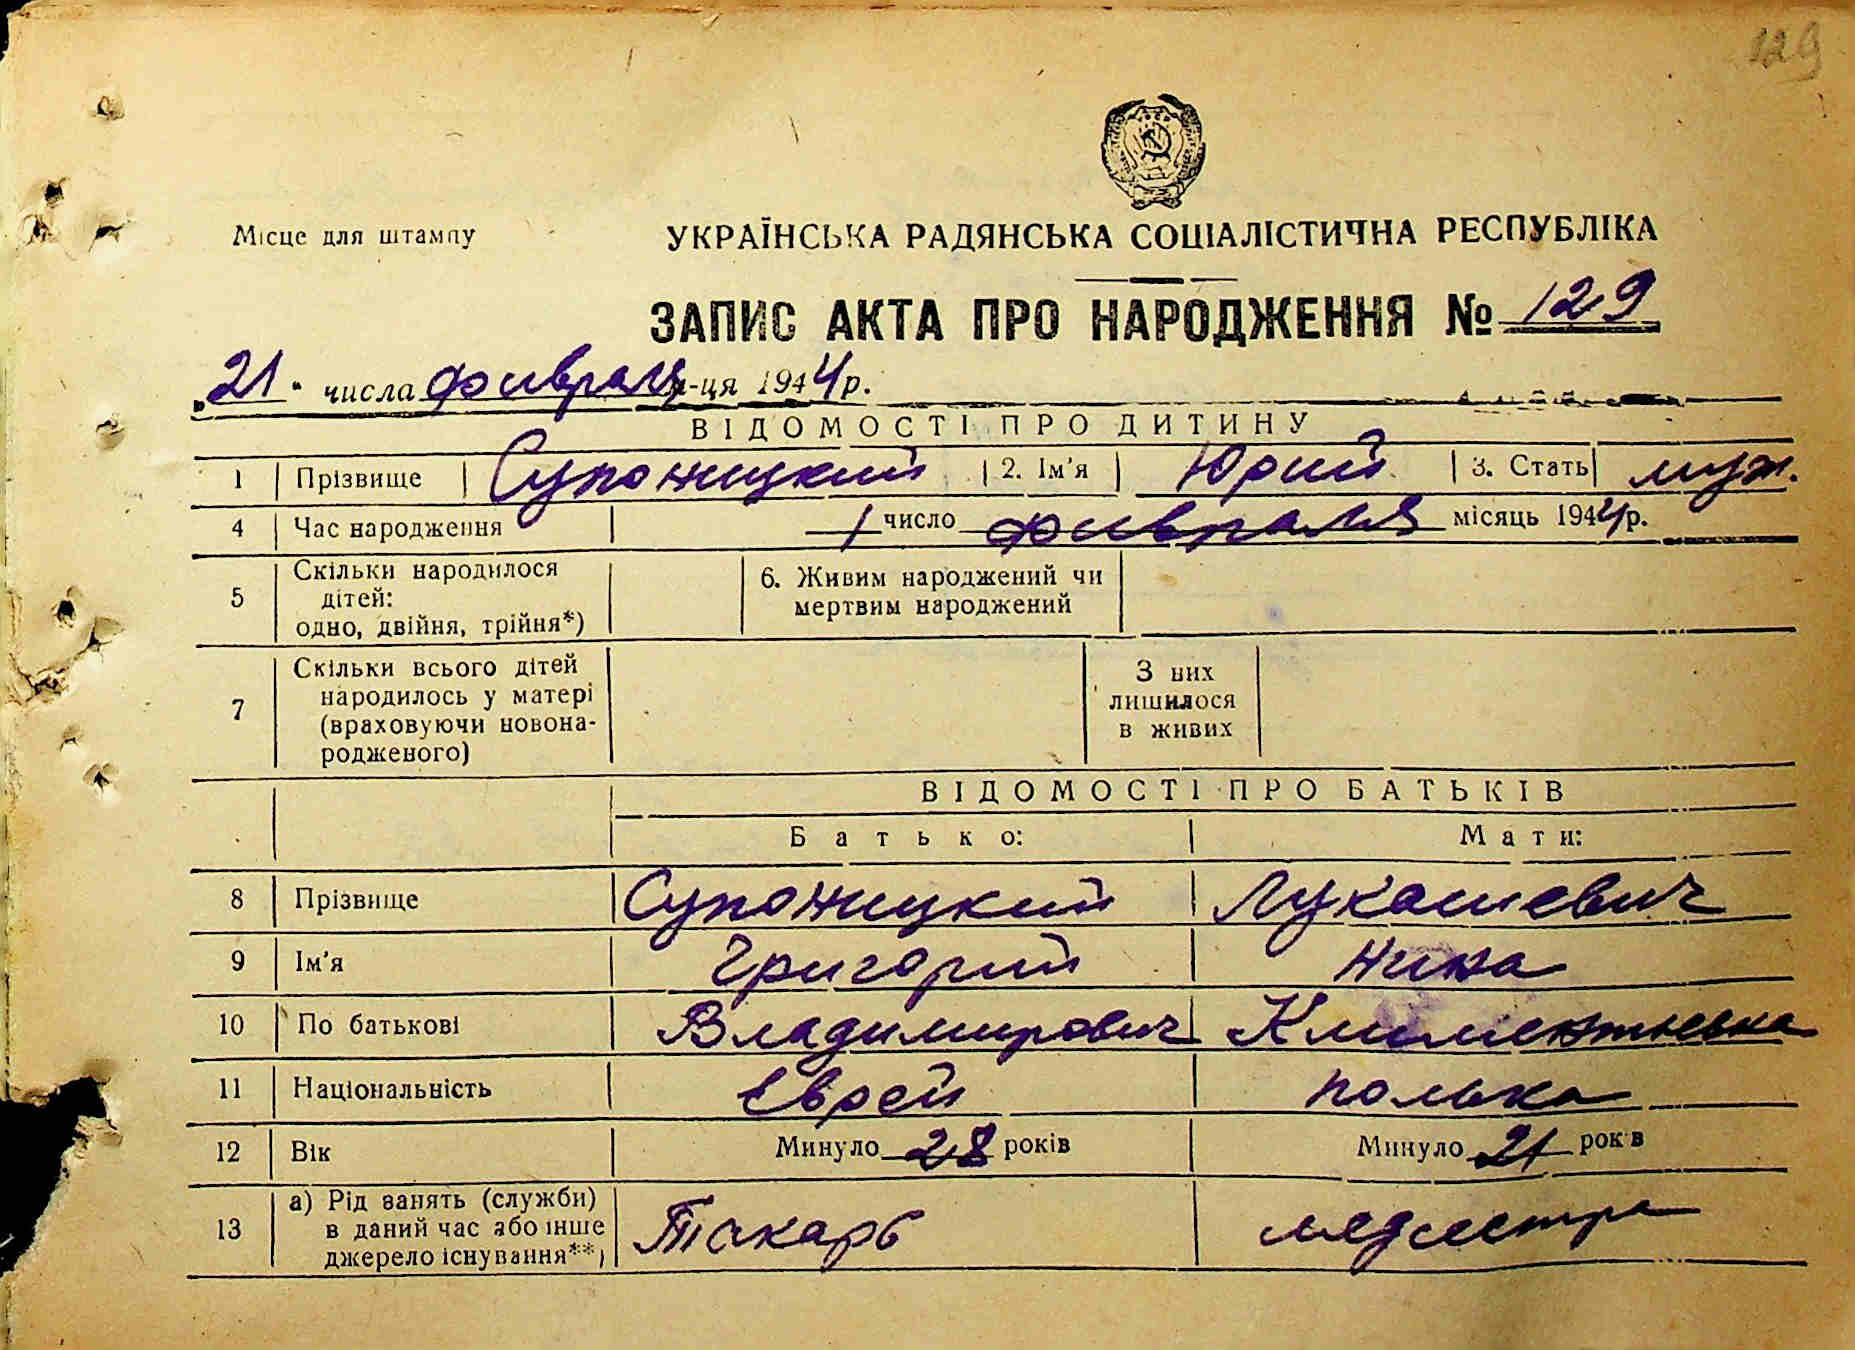 129
Місце для штампу
УКРАЇНСЬКА РАДЯНСЬКА СОЦІАЛІСТИЧНА РЕСПУБЛІКА
ЗАПИС АКТА ПРО НАРОДЖЕННЯ № 129
„21" числа февраля м-ця 1944 р.
ВІДОМОСТІ ПРО ДИТИНУ
1 Прізвище Супожицкий 2. Ім'я Юрий 3. Стать муж.
4 Час народження 1 число февраля місяць 1944 р.
5 Скільки народилося дітей: одно, двійня, трійня*) 6. Живим народжений чи мертвим народжений
7 Скільки всього дітей народилось у матері (враховуючи новона-родженого) З них лишилося в живих
ВІДОМОСТІ ПРО БАТЬКІВ
Батько: Мати:
8 Прізвище Супожицкий Лукашевич
9 Ім'я Григорий Нина
10 По батькові Владимирович Климентьевна
11 Національність Еврей полька
12 Вік Минуло 28 років Минуло 21 рок в
13 а) Рід занять (служби) в даний час або інше джерело існування**) Токарь медсестра